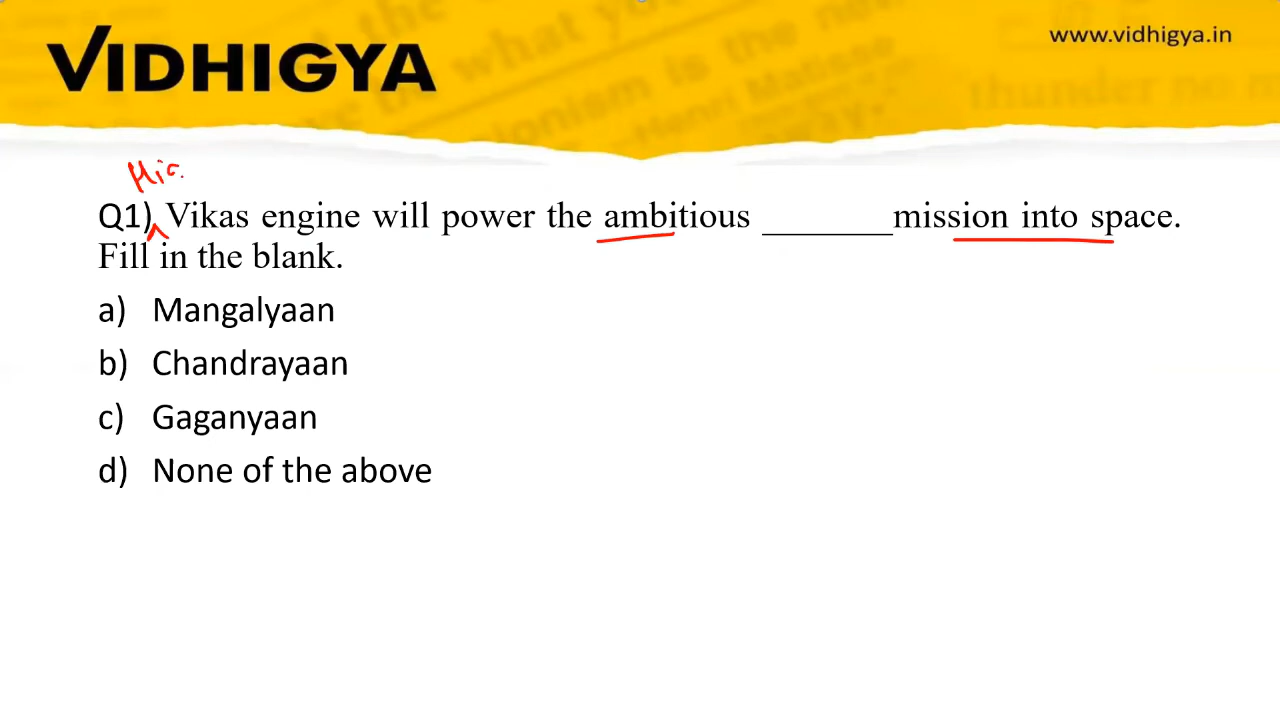 VIDHIGYA
www.vidhigya.in
Q1) Vikas engine will power the ambitious _______mission into space.
Fill in the blank.
a) Mangalyaan
b) Chandrayaan
c) Gaganyaan
d) None of the above